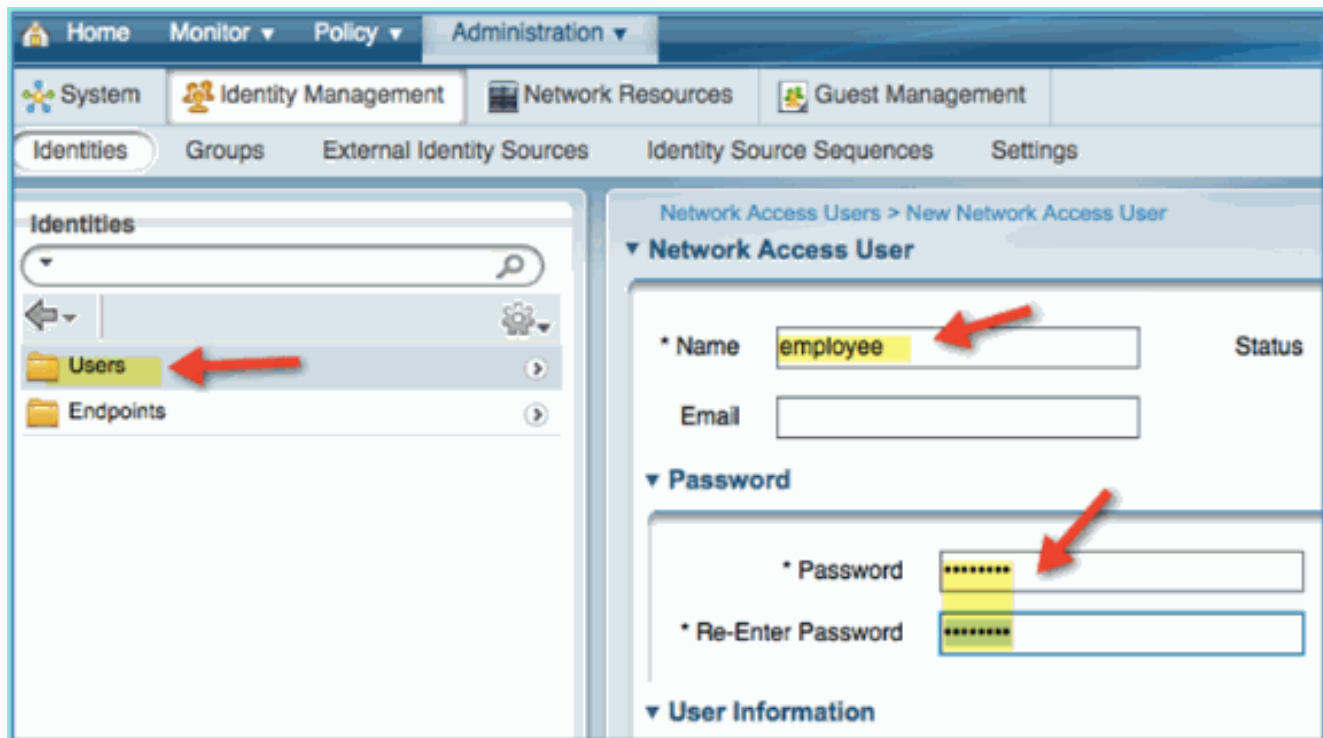 Home Monitor Policy Administration
System Identity Management Network Resources Guest Management
Identities Groups External Identity Sources Identity Source Sequences Settings
Identities
Users
Endpoints
Network Access Users > New Network Access User
Network Access User
* Name employee Status
Email
Password
* Password ••••••••
* Re-Enter Password ••••••••
User Information